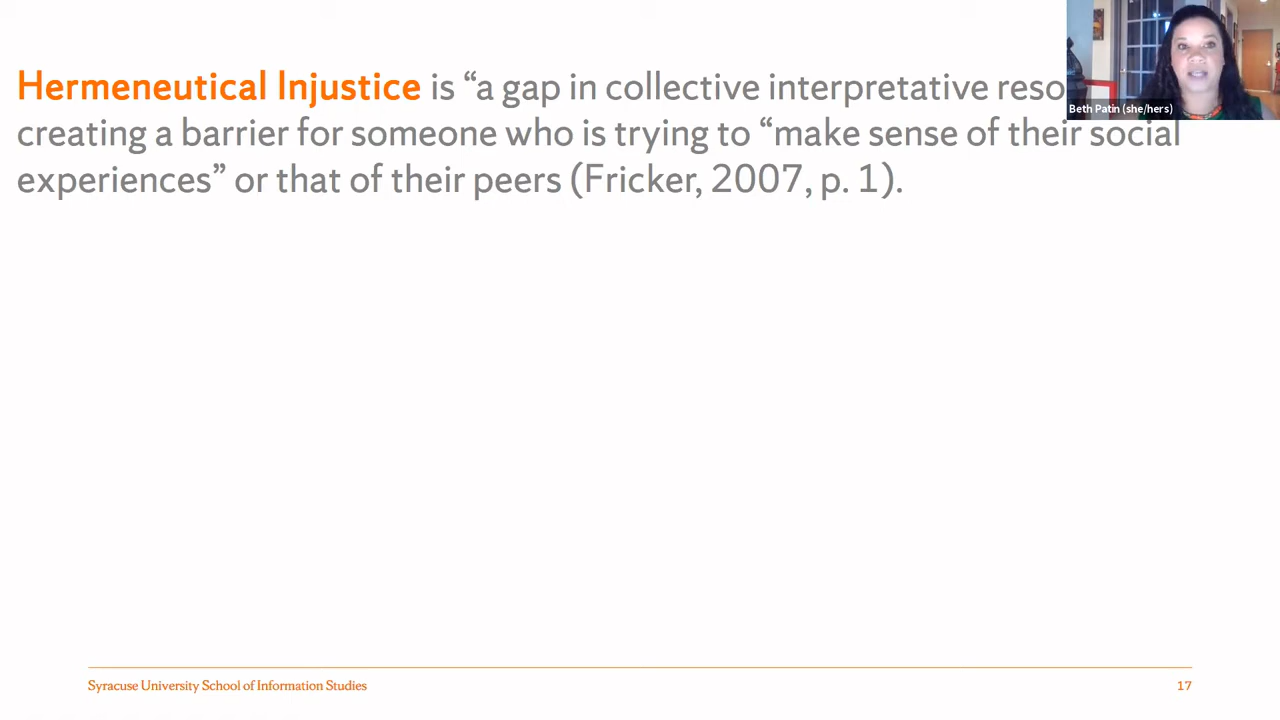 Hermeneutical Injustice is “a gap in collective interpretative
creating a barrier for someone who is trying to “make sense of their social
experiences” or that of their peers (Fricker, 2007, p. 1).
Beth Patin (she/hers)
Syracuse University School of Information Studies
17